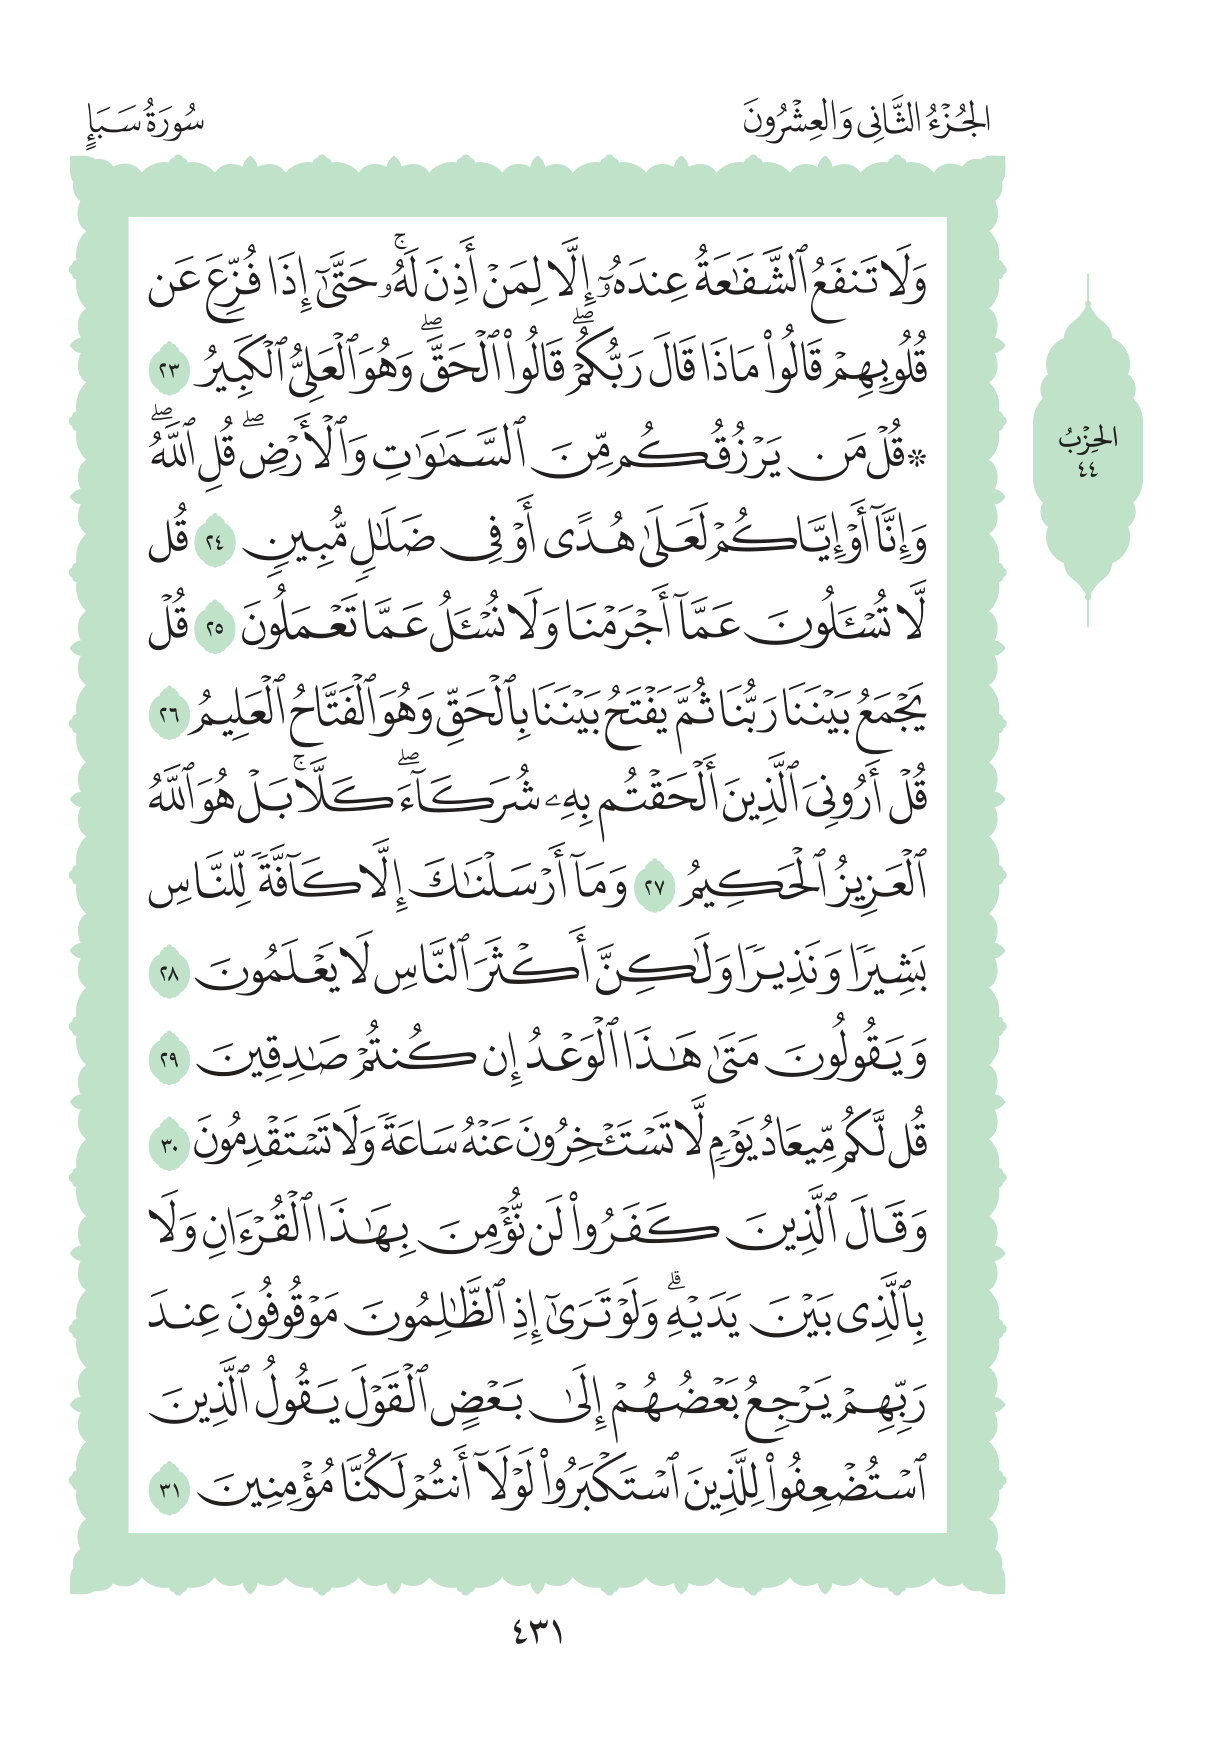 الجُزْءُ الثَّانِي وَالعِشْرُونَ
سُورَةُ سَبَإٍ
وَلَا تَنفَعُ ٱلشَّفَٰعَةُ عِندَهُۥٓ إِلَّا لِمَنْ أَذِنَ لَهُۥۚ حَتَّىٰٓ إِذَا فُزِّعَ عَن
قُلُوبِهِمْ قَالُوا۟ مَاذَا قَالَ رَبُّكُمْۖ قَالُوا۟ ٱلْحَقَّۖ وَهُوَ ٱلْعَلِىُّ ٱلْكَبِيرُ ٢٣
۞ قُلْ مَن يَرْزُقُكُم مِّنَ ٱلسَّمَٰوَٰتِ وَٱلْأَرْضِۖ قُلِ ٱللَّهُۖ
وَإِنَّآ أَوْ إِيَّاكُمْ لَعَلَىٰ هُدًى أَوْ فِى ضَلَٰلٍ مُّبِينٍ ٢٤ قُل
لَّا تُسْـَٔلُونَ عَمَّآ أَجْرَمْنَا وَلَا نُسْـَٔلُ عَمَّا تَعْمَلُونَ ٢٥ قُلْ
يَجْمَعُ بَيْنَنَا رَبُّنَا ثُمَّ يَفْتَحُ بَيْنَنَا بِٱلْحَقِّ وَهُوَ ٱلْفَتَّاحُ ٱلْعَلِيمُ ٢٦
قُلْ أَرُونِىَ ٱلَّذِينَ أَلْحَقْتُم بِهِۦ شُرَكَآءَۖ كَلَّاۚ بَلْ هُوَ ٱللَّهُ
ٱلْعَزِيزُ ٱلْحَكِيمُ ٢٧ وَمَآ أَرْسَلْنَٰكَ إِلَّا كَآفَّةً لِّلنَّاسِ
بَشِيرًا وَنَذِيرًا وَلَٰكِنَّ أَكْثَرَ ٱلنَّاسِ لَا يَعْلَمُونَ ٢٨
وَيَقُولُونَ مَتَىٰ هَٰذَا ٱلْوَعْدُ إِن كُنتُمْ صَٰدِقِينَ ٢٩
قُل لَّكُم مِّيعَادُ يَوْمٍ لَّا تَسْتَـْٔخِرُونَ عَنْهُ سَاعَةً وَلَا تَسْتَقْدِمُونَ ٣٠
وَقَالَ ٱلَّذِينَ كَفَرُوا۟ لَن نُّؤْمِنَ بِهَٰذَا ٱلْقُرْءَانِ وَلَا
بِٱلَّذِى بَيْنَ يَدَيْهِۗ وَلَوْ تَرَىٰٓ إِذِ ٱلظَّٰلِمُونَ مَوْقُوفُونَ عِندَ
رَبِّهِمْ يَرْجِعُ بَعْضُهُمْ إِلَىٰ بَعْضٍ ٱلْقَوْلَ يَقُولُ ٱلَّذِينَ
ٱسْتُضْعِفُوا۟ لِلَّذِينَ ٱسْتَكْبَرُوا۟ لَوْلَآ أَنتُمْ لَكُنَّا مُؤْمِنِينَ ٣١
الحِزْبُ
٤٤
٤٣١